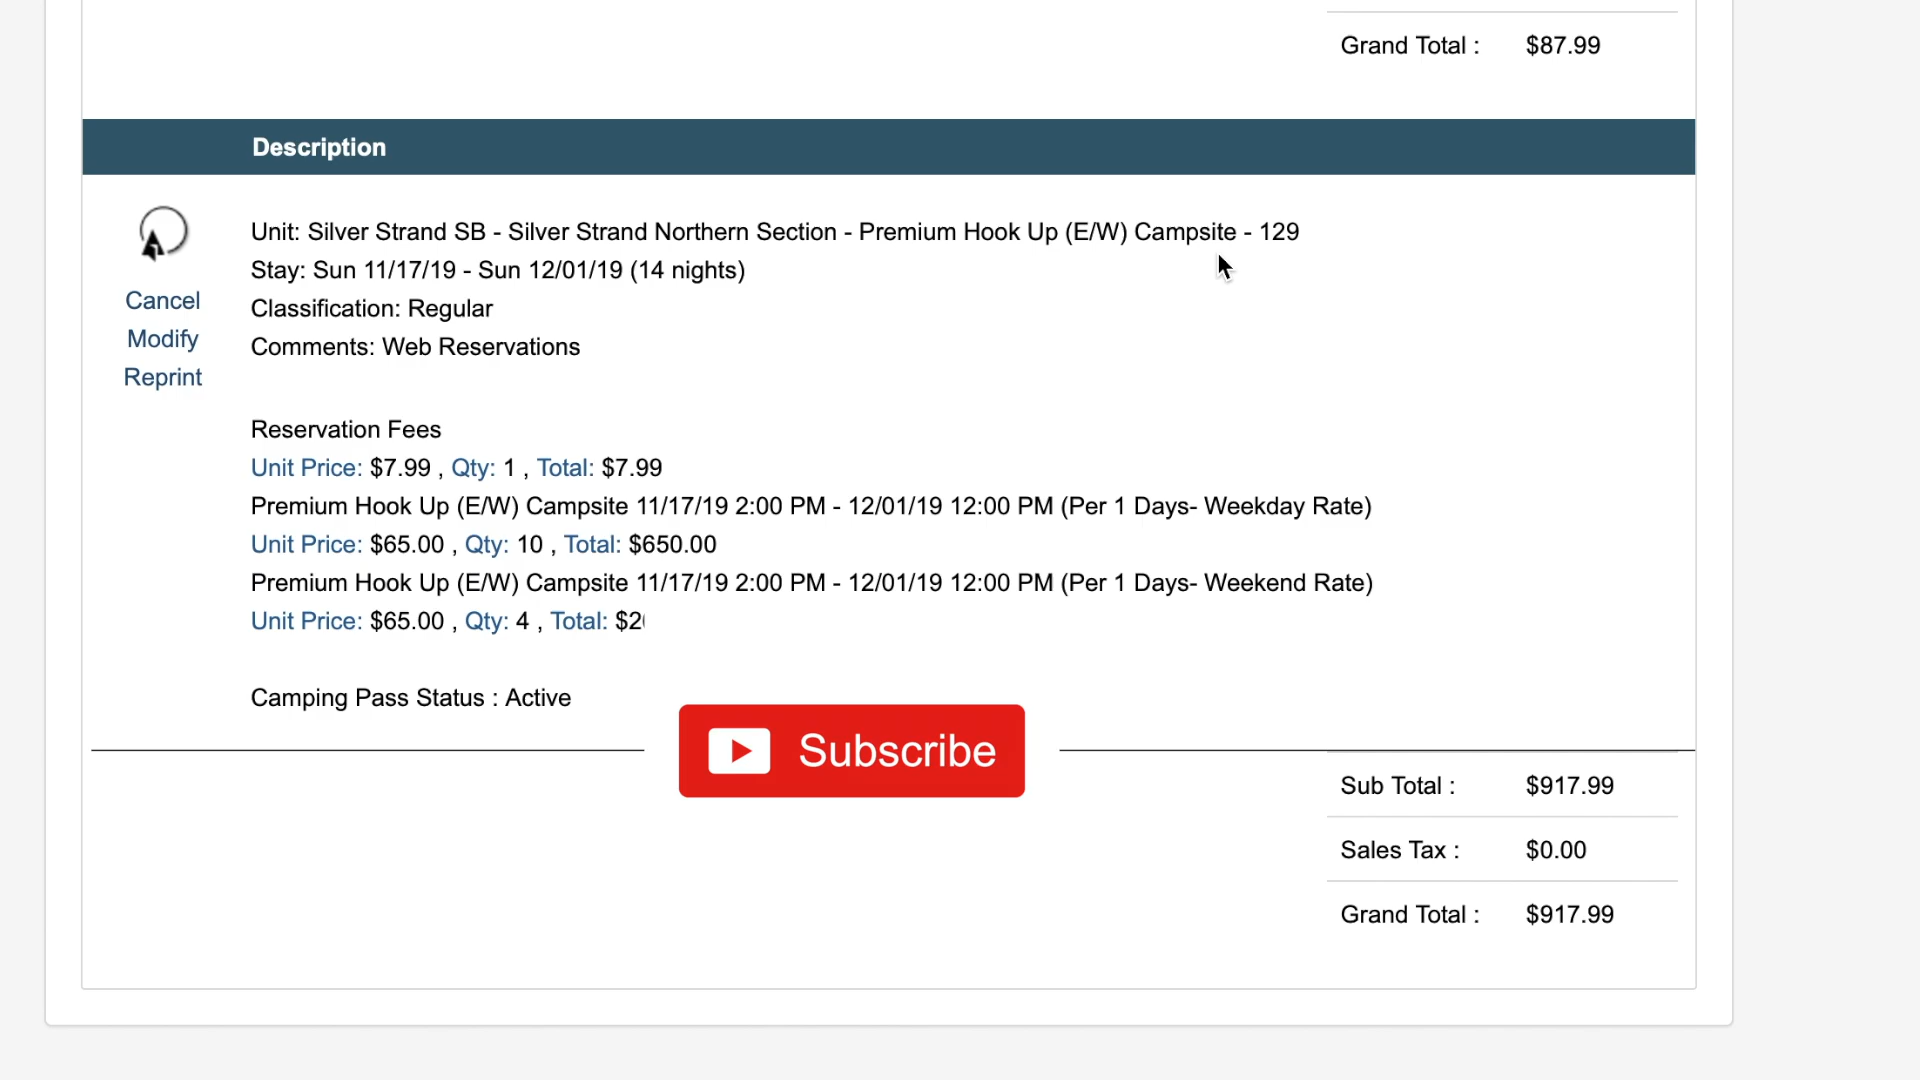 Grand Total : $87.99
Description
Unit: Silver Strand SB - Silver Strand Northern Section - Premium Hook Up (E/W) Campsite - 129
Stay: Sun 11/17/19 - Sun 12/01/19 (14 nights)
Cancel
Classification: Regular
Modify
Comments: Web Reservations
Reprint
Reservation Fees
Unit Price: $7.99 , Qty: 1 , Total: $7.99
Premium Hook Up (E/W) Campsite 11/17/19 2:00 PM - 12/01/19 12:00 PM (Per 1 Days- Weekday Rate)
Unit Price: $65.00 , Qty: 10 , Total: $650.00
Premium Hook Up (E/W) Campsite 11/17/19 2:00 PM - 12/01/19 12:00 PM (Per 1 Days- Weekend Rate)
Unit Price: $65.00 , Qty: 4 , Total:
Camping Pass Status : Active
Subscribe
Sub Total : $917.99
Sales Tax : $0.00
Grand Total : $917.99